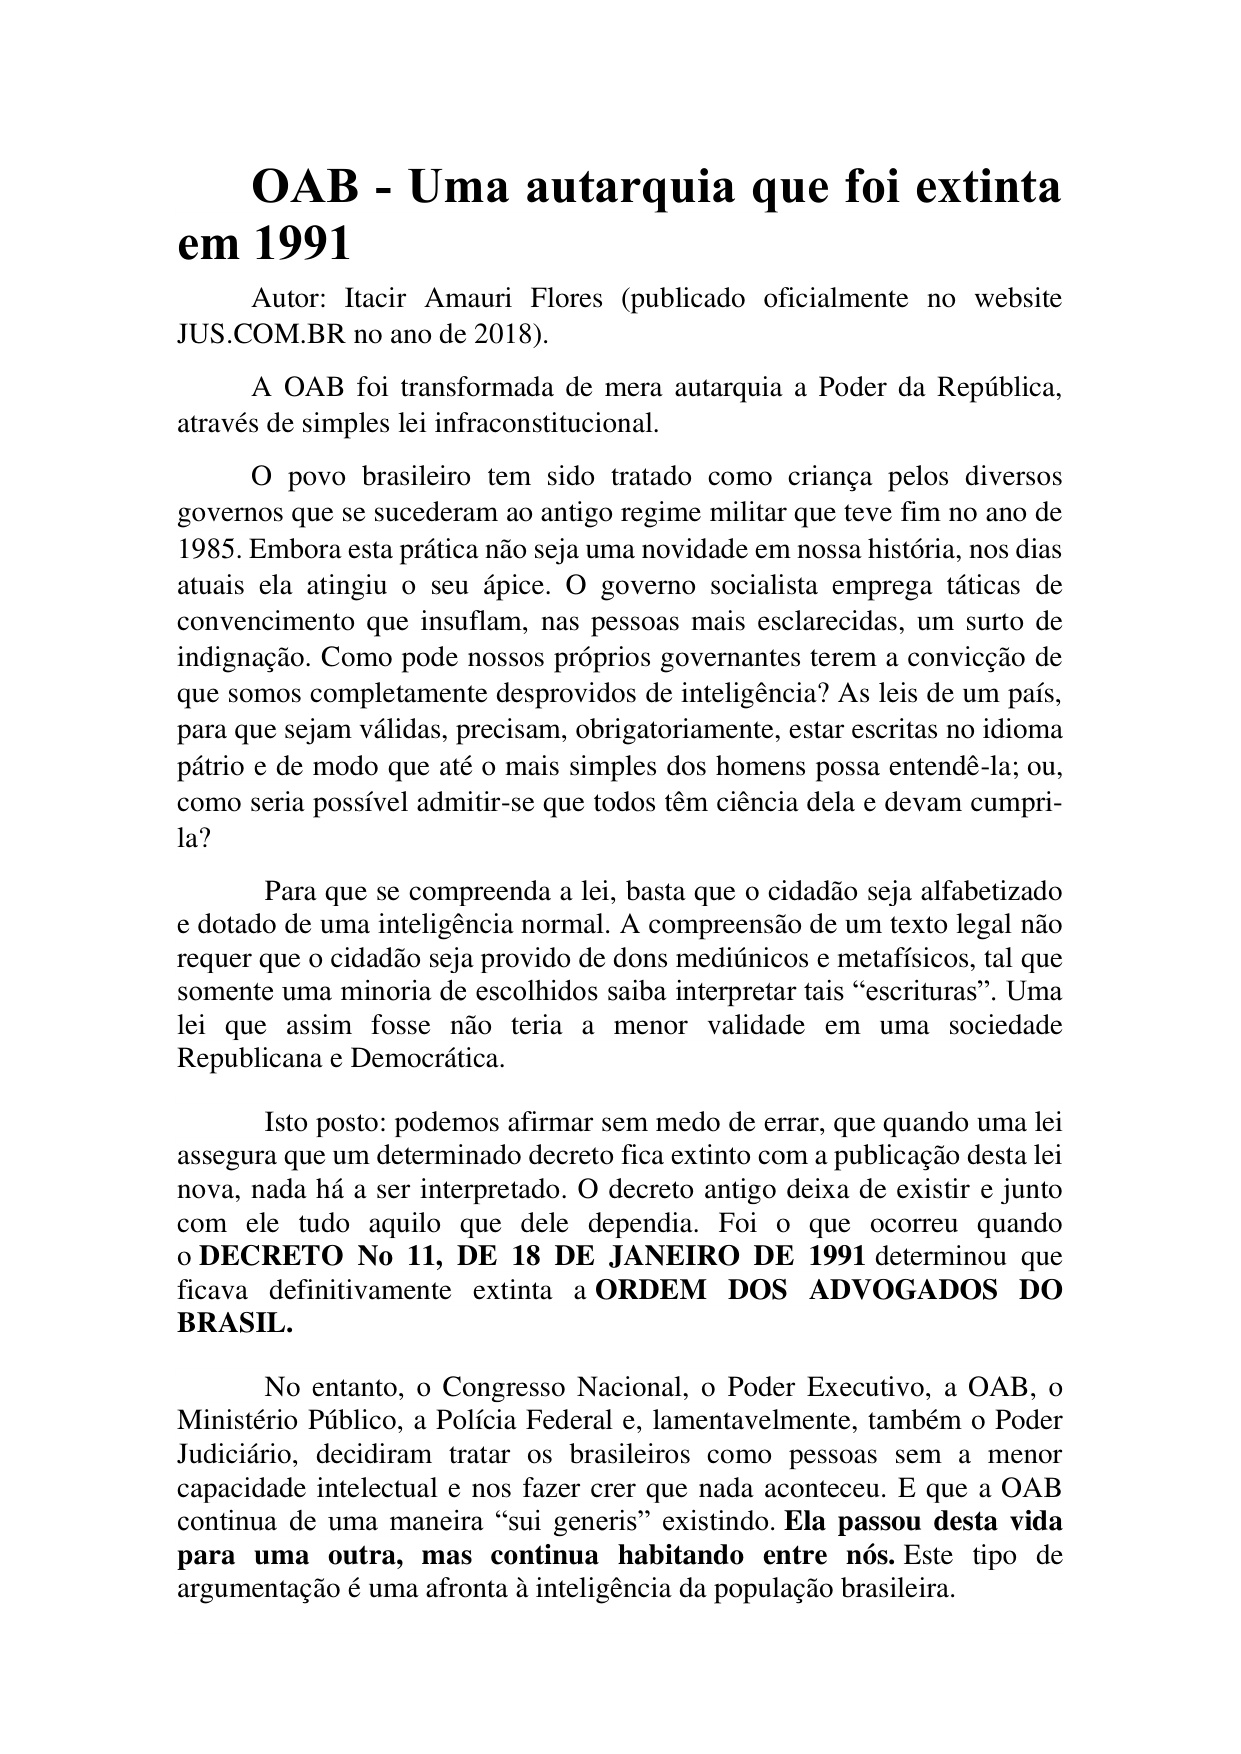 OAB - Uma autarquia que foi extinta
em 1991
Autor: Itacir Amauri Flores (publicado oficialmente no website
JUS.COM.BR no ano de 2018).
A OAB foi transformada de mera autarquia a Poder da República,
através de simples lei infraconstitucional.
O povo brasileiro tem sido tratado como criança pelos diversos
governos que se sucederam ao antigo regime militar que teve fim no ano de
1985. Embora esta prática não seja uma novidade em nossa história, nos dias
atuais ela atingiu o seu ápice. O governo socialista emprega táticas de
convencimento que insuflam, nas pessoas mais esclarecidas, um surto de
indignação. Como pode nossos próprios governantes terem a convicção de
que somos completamente desprovidos de inteligência? As leis de um país,
para que sejam válidas, precisam, obrigatoriamente, estar escritas no idioma
pátrio e de modo que até o mais simples dos homens possa entendê-la; ou,
como seria possível admitir-se que todos têm ciência dela e devam cumpri-
la?
Para que se compreenda a lei, basta que o cidadão seja alfabetizado
e dotado de uma inteligência normal. A compreensão de um texto legal não
requer que o cidadão seja provido de dons mediúnicos e metafísicos, tal que
somente uma minoria de escolhidos saiba interpretar tais “escrituras”. Uma
lei que assim fosse não teria a menor validade em uma sociedade
Republicana e Democrática.
Isto posto: podemos afirmar sem medo de errar, que quando uma lei
assegura que um determinado decreto fica extinto com a publicação desta lei
nova, nada há a ser interpretado. O decreto antigo deixa de existir e junto
com ele tudo aquilo que dele dependia. Foi o que ocorreu quando
o DECRETO No 11, DE 18 DE JANEIRO DE 1991 determinou que
ficava definitivamente extinta a ORDEM DOS ADVOGADOS DO
BRASIL.
No entanto, o Congresso Nacional, o Poder Executivo, a OAB, o
Ministério Público, a Polícia Federal e, lamentavelmente, também o Poder
Judiciário, decidiram tratar os brasileiros como pessoas sem a menor
capacidade intelectual e nos fazer crer que nada aconteceu. E que a OAB
continua de uma maneira “sui generis” existindo. Ela passou desta vida
para uma outra, mas continua habitando entre nós. Este tipo de
argumentação é uma afronta à inteligência da população brasileira.